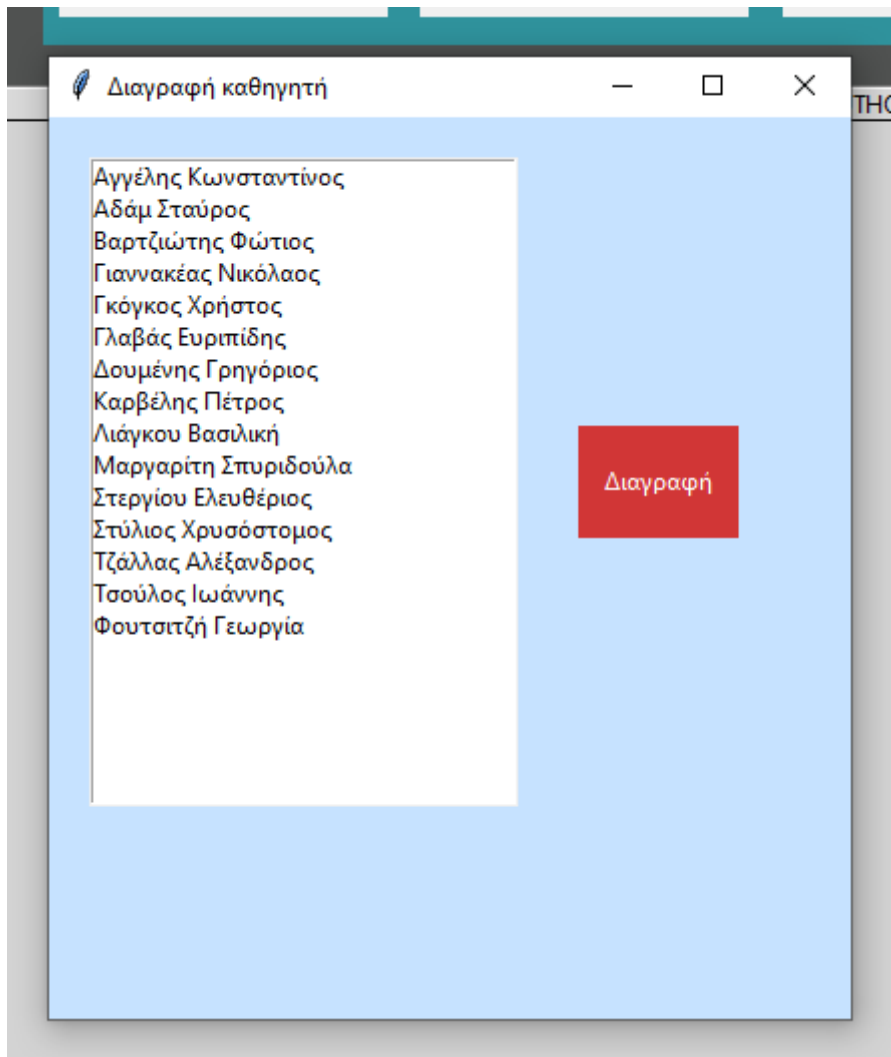 Διαγραφή καθηγητή
Αγγέλης Κωνσταντίνος
Αδάμ Σταύρος
Βαρτζιώτης Φώτιος
Γιαννακέας Νικόλαος
Γκόγκος Χρήστος
Γλαβάς Ευριπίδης
Δουμένης Γρηγόριος
Καρβέλης Πέτρος
Λιάγκου Βασιλική
Μαργαρίτη Σπυριδούλα
Στεργίου Ελευθέριος
Στύλιος Χρυσόστομος
Τζάλλας Αλέξανδρος
Τσούλος Ιωάννης
Φουτσιτζή Γεωργία
Διαγραφή